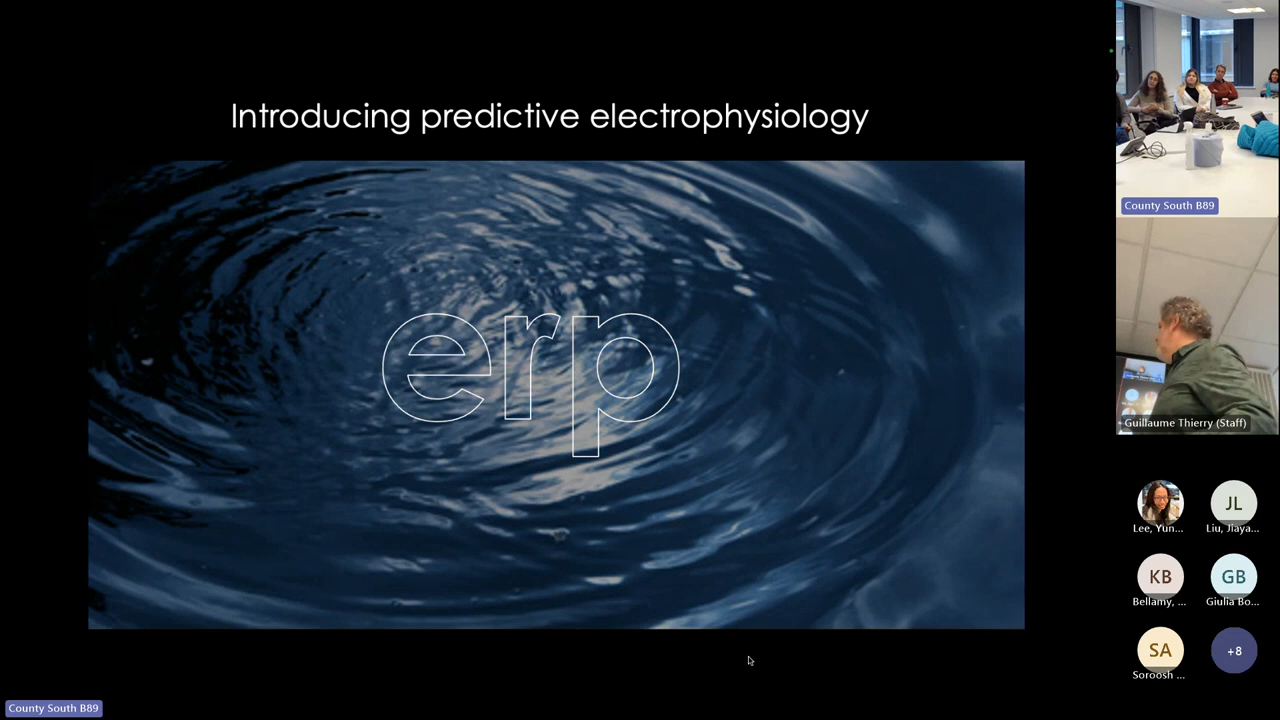 Introducing predictive electrophysiology
erp
County South B89
Guillaume Thierry (Staff)
Lee, Yun...
JL
Liu, Jiaya...
KB
Bellamy, ...
GB
Giulia Bo...
SA
Soroosh ...
+8
County South B89